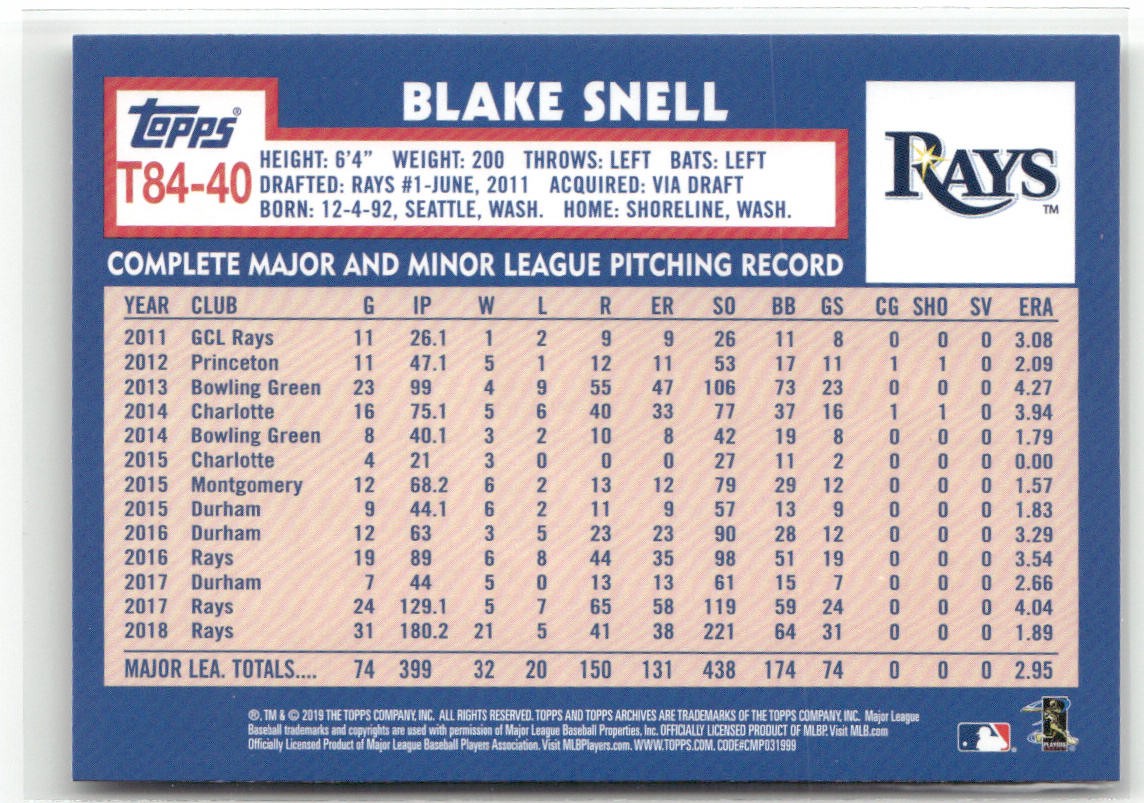 BLAKE SNELL
TOPPS®
T84-40
HEIGHT: 6'4" WEIGHT: 200 THROWS: LEFT BATS: LEFT
DRAFTED: RAYS #1-JUNE, 2011 ACQUIRED: VIA DRAFT
BORN: 12-4-92, SEATTLE, WASH. HOME: SHORELINE, WASH.
RAYS™
COMPLETE MAJOR AND MINOR LEAGUE PITCHING RECORD
YEAR CLUB G IP W L R ER SO BB GS CG SHO SV ERA
2011 GCL Rays 11 26.1 1 2 9 9 26 11 8 0 0 0 3.08
2012 Princeton 11 47.1 5 1 12 11 53 17 11 1 1 0 2.09
2013 Bowling Green 23 99 4 9 55 47 106 73 23 0 0 0 4.27
2014 Charlotte 16 75.1 5 6 40 33 77 37 16 1 1 0 3.94
2014 Bowling Green 8 40.1 3 2 10 8 42 19 8 0 0 0 1.79
2015 Charlotte 4 21 3 0 0 0 27 11 2 0 0 0 0.00
2015 Montgomery 12 68.2 6 2 13 12 79 29 12 0 0 0 1.57
2015 Durham 9 44.1 6 2 11 9 57 13 9 0 0 0 1.83
2016 Durham 12 63 3 5 23 23 90 28 12 0 0 0 3.29
2016 Rays 19 89 6 8 44 35 98 51 19 0 0 0 3.54
2017 Durham 7 44 5 0 13 13 61 15 7 0 0 0 2.66
2017 Rays 24 129.1 5 7 65 58 119 59 24 0 0 0 4.04
2018 Rays 31 180.2 21 5 41 38 221 64 31 0 0 0 1.89
MAJOR LEA. TOTALS.... 74 399 32 20 150 131 438 174 74 0 0 0 2.95
®, TM & © 2019 THE TOPPS COMPANY, INC. ALL RIGHTS RESERVED. TOPPS AND TOPPS ARCHIVES ARE TRADEMARKS OF THE TOPPS COMPANY, INC. Major League
Baseball trademarks and copyrights are used with permission of Major League Baseball Properties, Inc. OFFICIALLY LICENSED PRODUCT OF MLBP. Visit MLB.com
Officially Licensed Product of Major League Baseball Players Association. Visit MLBPlayers.com. WWW.TOPPS.COM. CODE#CMP031999
PLAYERS